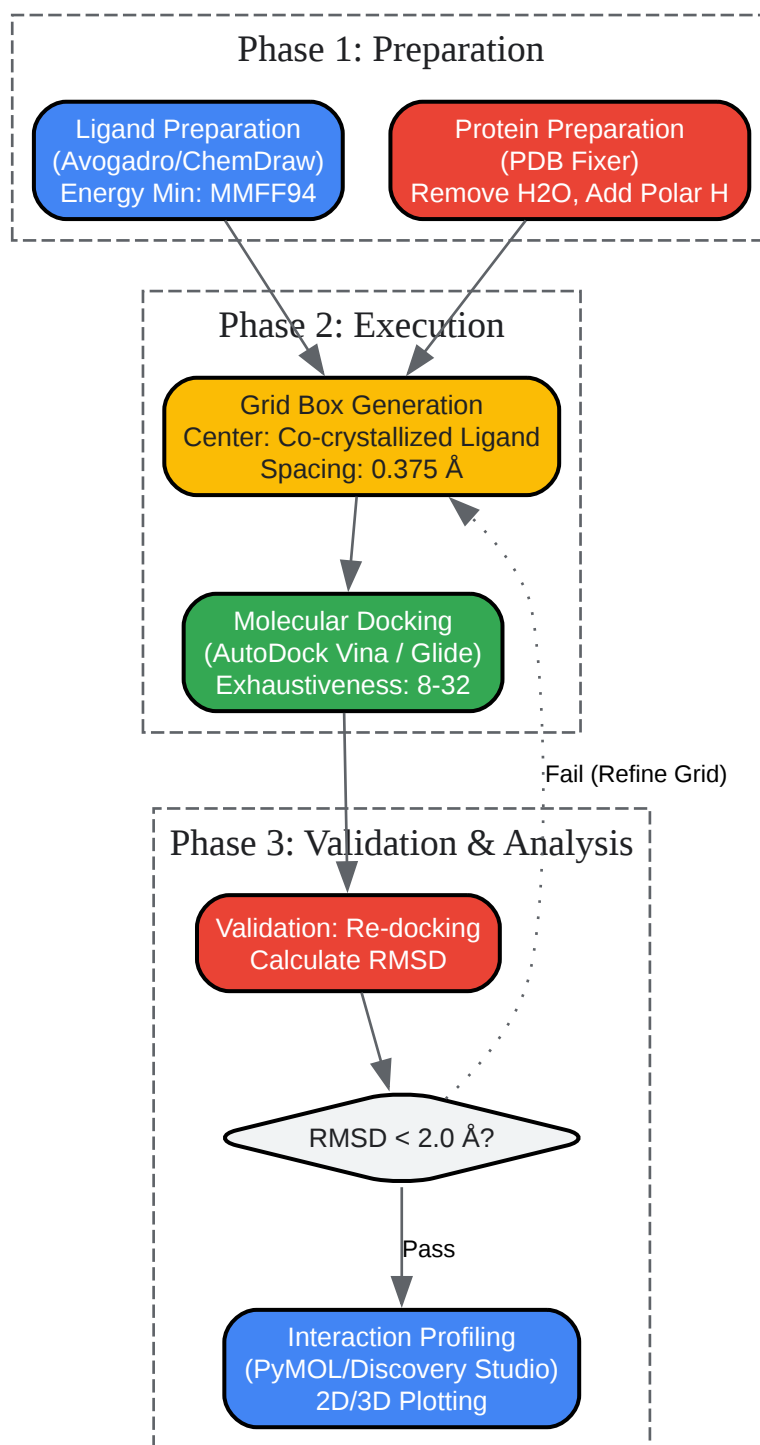 Phase 1: Preparation
Ligand Preparation
(Avogadro/ChemDraw)
Energy Min: MMFF94
Protein Preparation
(PDB Fixer)
Remove H2O, Add Polar H
Phase 2: Execution
Grid Box Generation
Center: Co-crystallized Ligand
Spacing: 0.375 Å
Molecular Docking
(AutoDock Vina / Glide)
Exhaustiveness: 8-32
Fail (Refine Grid)
Phase 3: Validation & Analysis
Validation: Re-docking
Calculate RMSD
RMSD < 2.0 Å?
Pass
Interaction Profiling
(PyMOL/Discovery Studio)
2D/3D Plotting